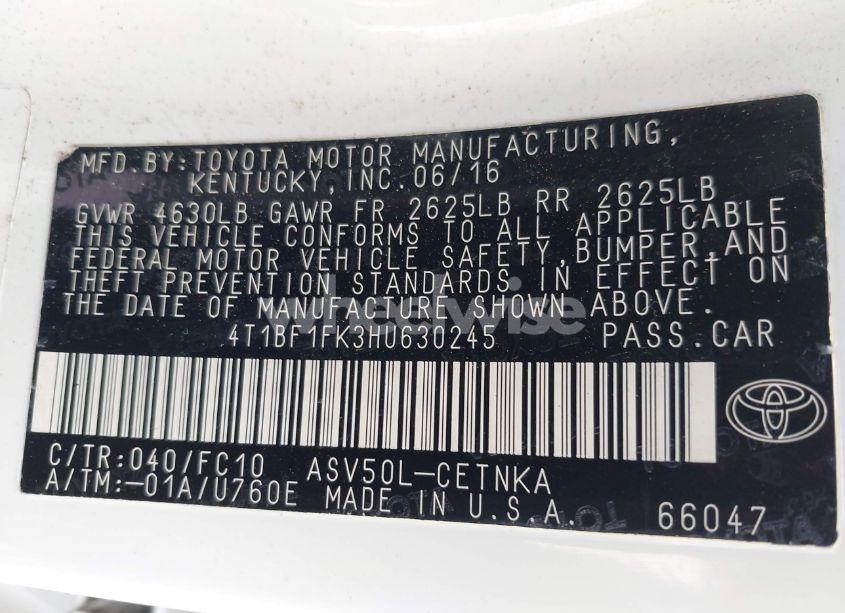 MFD.BY:TOYOTA MOTOR MANUFACTURING,
KENTUCKY,INC.06/16
GVWR 4630LB GAWR FR 2625LB RR 2625LB
THIS VEHICLE CONFORMS TO ALL APPLICABLE
FEDERAL MOTOR VEHICLE SAFETY,BUMPER,AND
THEFT PREVENTION STANDARDS IN EFFECT ON
THE DATE OF MANUFACTURE SHOWN ABOVE.
wheelwise
4T1BF1FK3HU630245 PASS.CAR
C/TR:040/FC10 ASV50L-CETNKA
A/TM:-01A/U760E MADE IN U.S.A. 66047